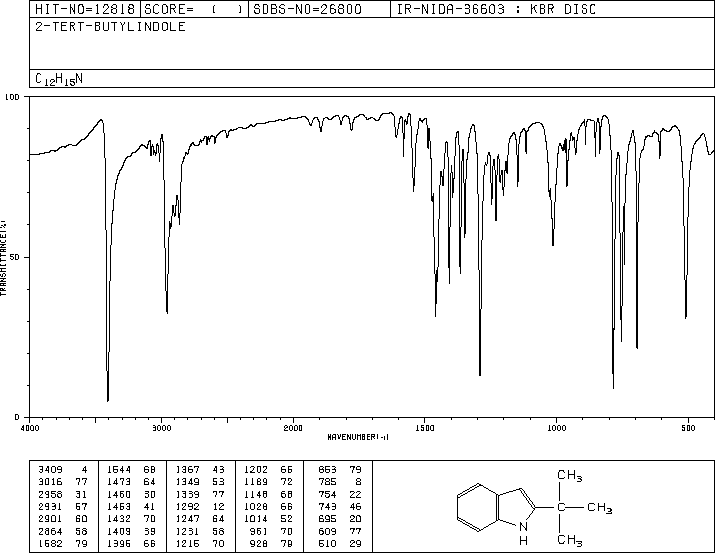 HIT-NO=12818 SCORE= ( ) SDBS-NO=26800 IR-NIDA-36603 : KBR DISC
2-TERT-BUTYLINDOLE
C12H15N
100
50
0
TRANSMITTANCE(%)
4000 3000 2000 1500 1000 500
WAVENUMBER(-1)
3409 4 1544 68 1367 43 1202 66 853 79
3016 77 1473 64 1349 53 1189 72 785 8
2958 31 1460 30 1339 77 1148 68 754 22
2931 57 1453 41 1292 12 1028 66 743 46
2901 60 1432 70 1247 64 1014 52 695 20
2864 58 1409 39 1231 58 961 70 609 77
1582 79 1396 66 1215 70 928 79 510 29
CH3
CH3
CH3
N
H